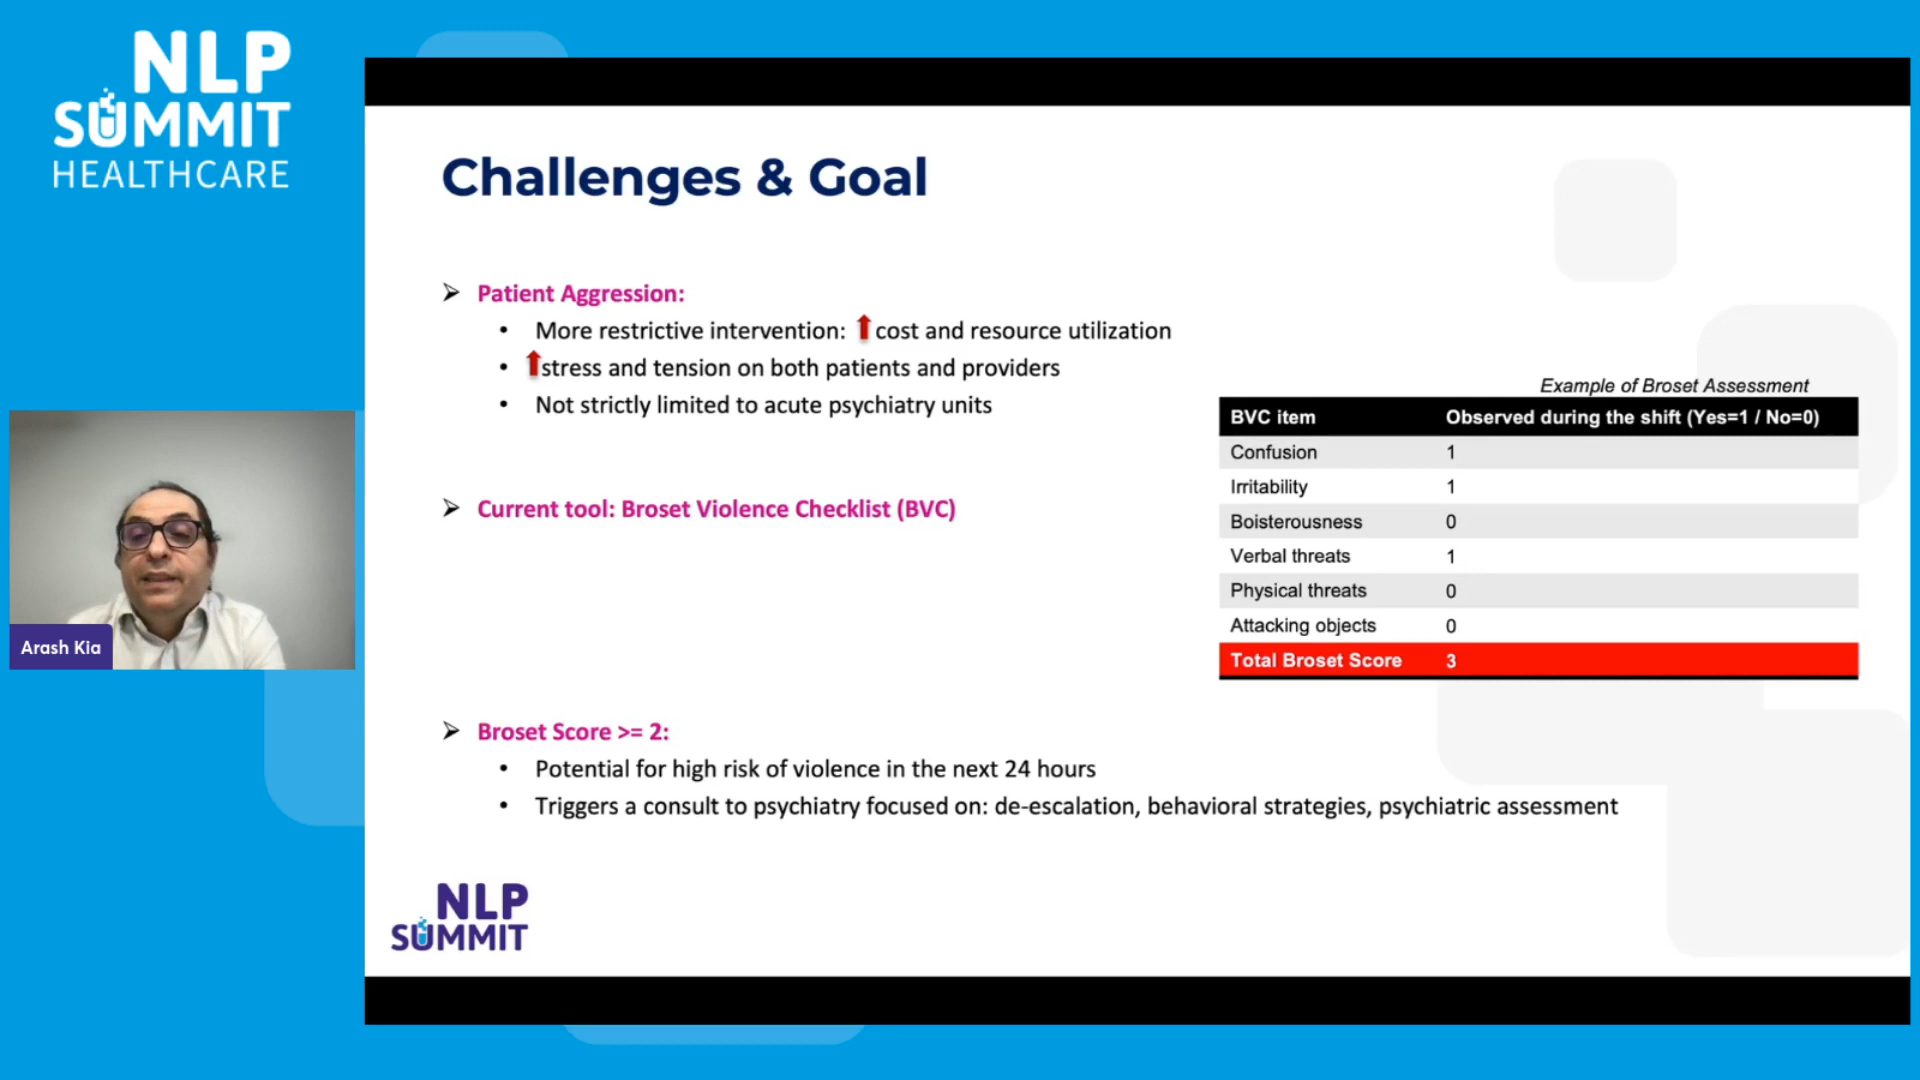 NLP
SUMMIT
HEALTHCARE
Challenges & Goal
Patient Aggression:
More restrictive intervention: cost and resource utilization
stress and tension on both patients and providers
Not strictly limited to acute psychiatry units
Current tool: Broset Violence Checklist (BVC)
Example of Broset Assessment
BVC item Observed during the shift (Yes=1 / No=0)
Confusion 1
Irritability 1
Boisterousness 0
Verbal threats 1
Physical threats 0
Attacking objects 0
Total Broset Score 3
Broset Score >= 2:
Potential for high risk of violence in the next 24 hours
Triggers a consult to psychiatry focused on: de-escalation, behavioral strategies, psychiatric assessment
Arash Kia
NLP
SUMMIT